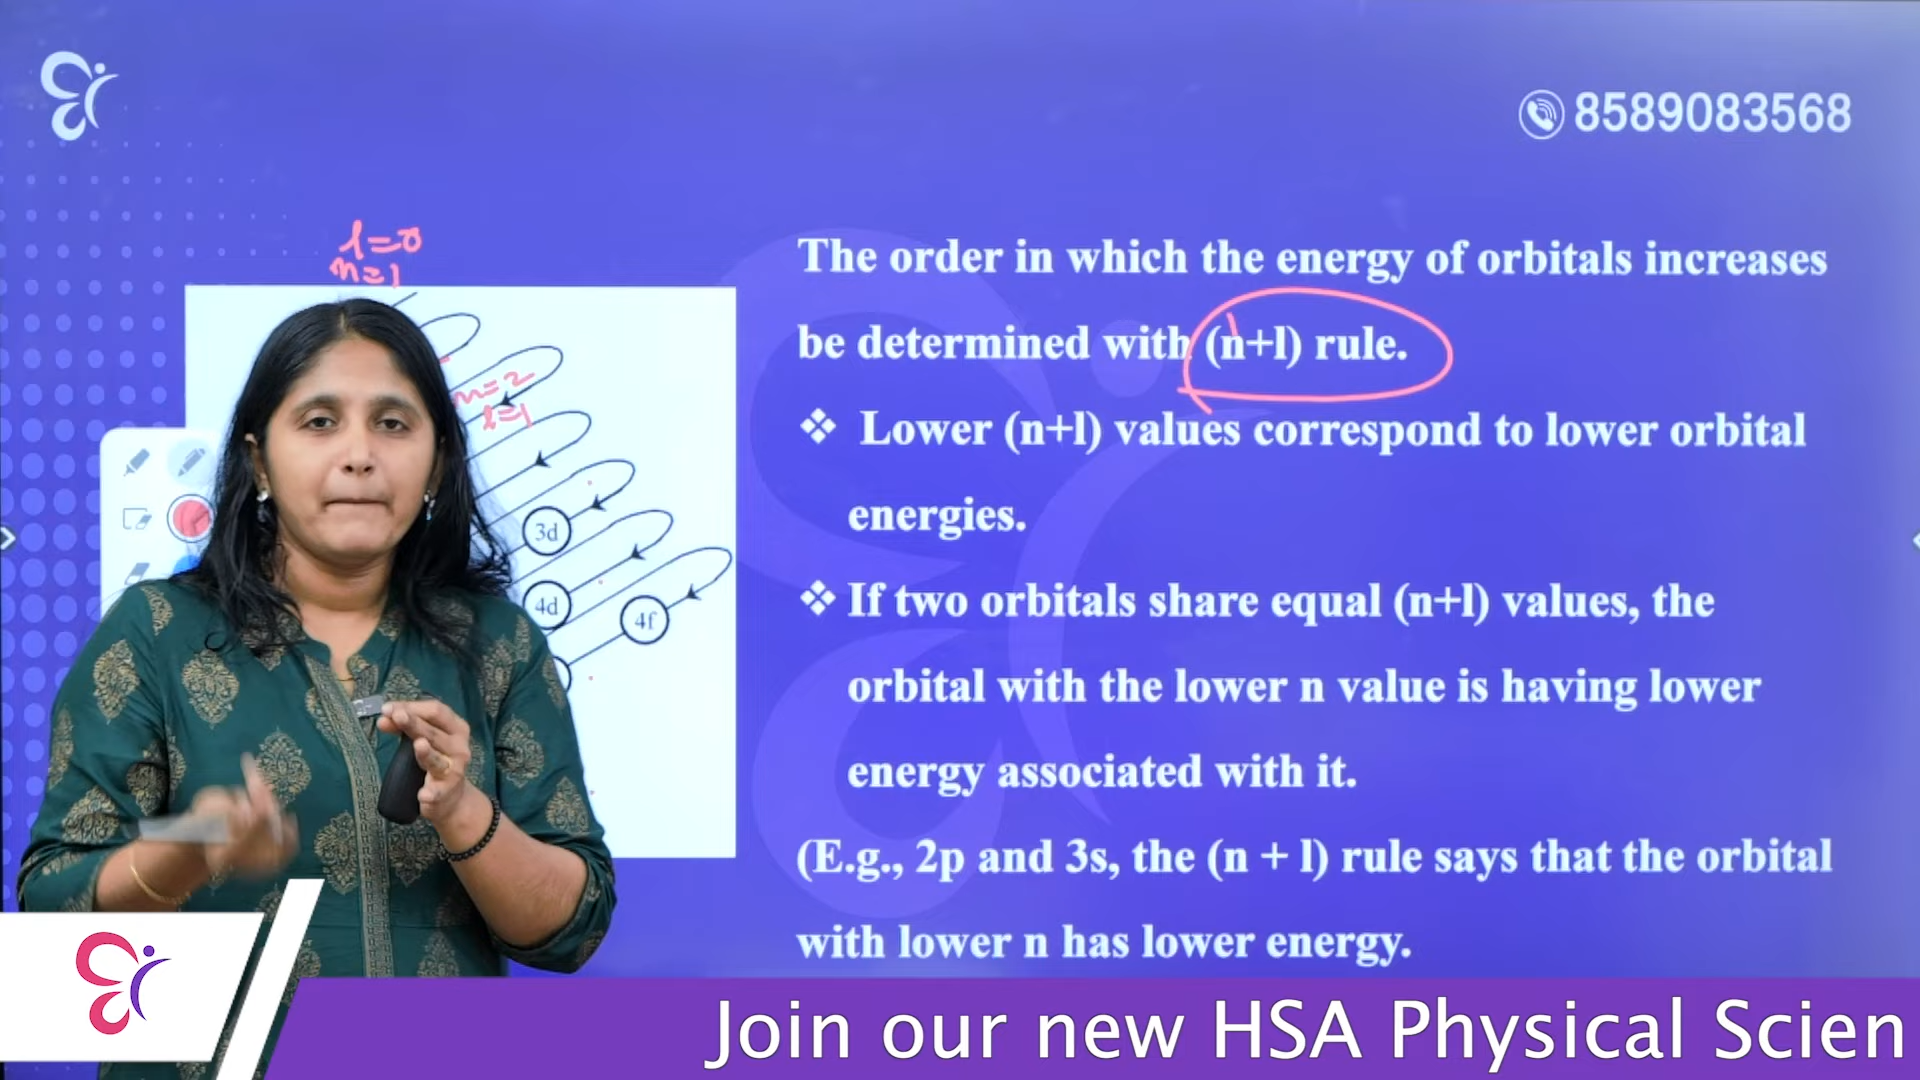 8589083568
l=0
n=1
n=2
l=1
3d
4d
4f
The order in which the energy of orbitals increases
be determined with (n+l) rule.
❖ Lower (n+l) values correspond to lower orbital
energies.
❖ If two orbitals share equal (n+l) values, the
orbital with the lower n value is having lower
energy associated with it.
(E.g., 2p and 3s, the (n + l) rule says that the orbital
with lower n has lower energy.
Join our new HSA Physical Scien